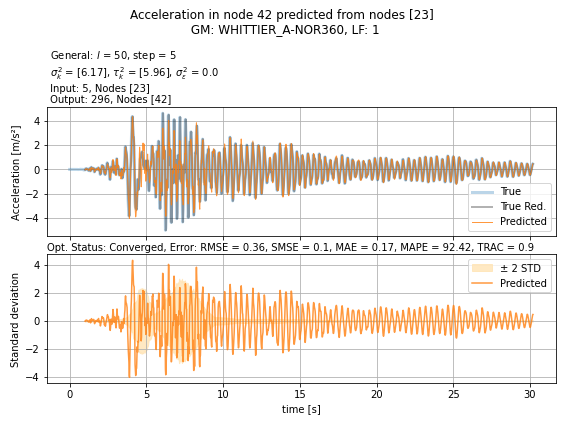 Acceleration in node 42 predicted from nodes [23]
GM: WHITTIER_A-NOR360, LF: 1
General: l = 50, step = 5
σ²ₖ = [6.17], τ²ₖ = [5.96], σ²ε = 0.0
Input: 5, Nodes [23]
Output: 296, Nodes [42]
Acceleration [m/s²]
4
2
0
−2
−4
True
True Red.
Predicted
Opt. Status: Converged, Error: RMSE = 0.36, SMSE = 0.1, MAE = 0.17, MAPE = 92.42, TRAC = 0.9
Standard deviation
4
2
0
−2
−4
± 2 STD
Predicted
0 5 10 15 20 25 30
time [s]